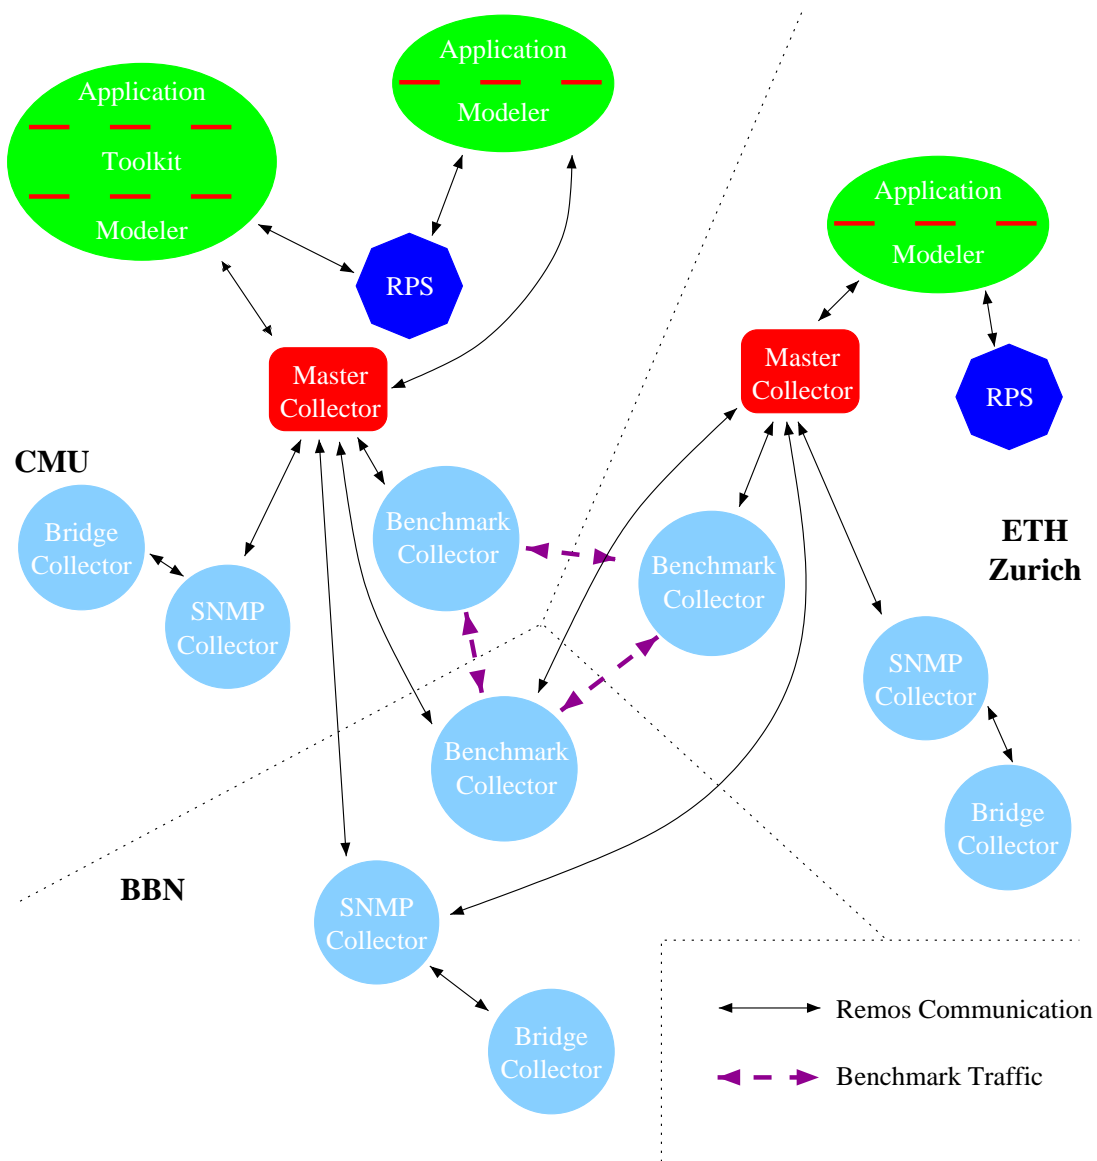 Application
Toolkit
Modeler
Application
Modeler
RPS
Master
Collector
CMU
Bridge
Collector
SNMP
Collector
Benchmark
Collector
Application
Modeler
RPS
Master
Collector
Benchmark
Collector
ETH
Zurich
SNMP
Collector
Bridge
Collector
Benchmark
Collector
BBN
SNMP
Collector
Bridge
Collector
Remos Communication
Benchmark Traffic